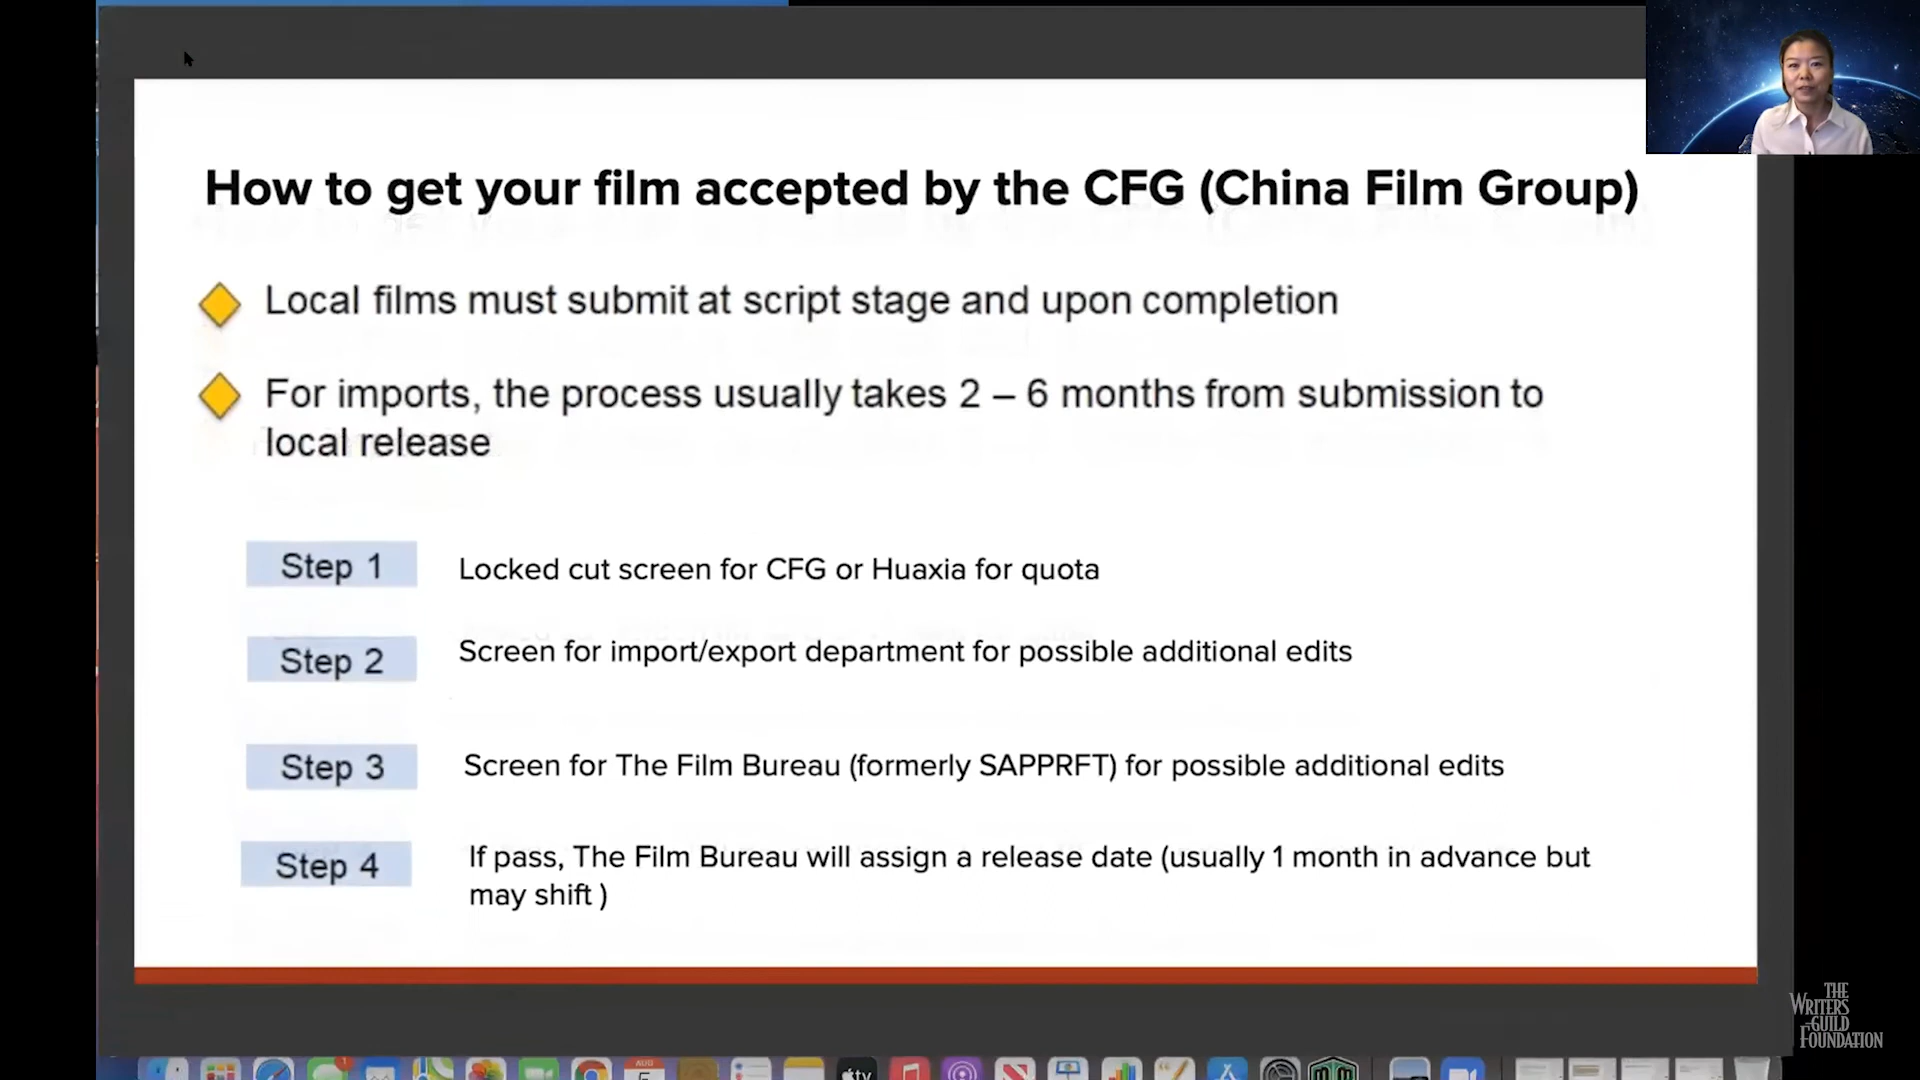 How to get your film accepted by the CFG (China Film Group)
Local films must submit at script stage and upon completion
For imports, the process usually takes 2 – 6 months from submission to
local release
Step 1
Locked cut screen for CFG or Huaxia for quota
Step 2
Screen for import/export department for possible additional edits
Step 3
Screen for The Film Bureau (formerly SAPPRFT) for possible additional edits
Step 4
If pass, The Film Bureau will assign a release date (usually 1 month in advance but
may shift )
THE
WRITERS
GUILD
FOUNDATION
tv